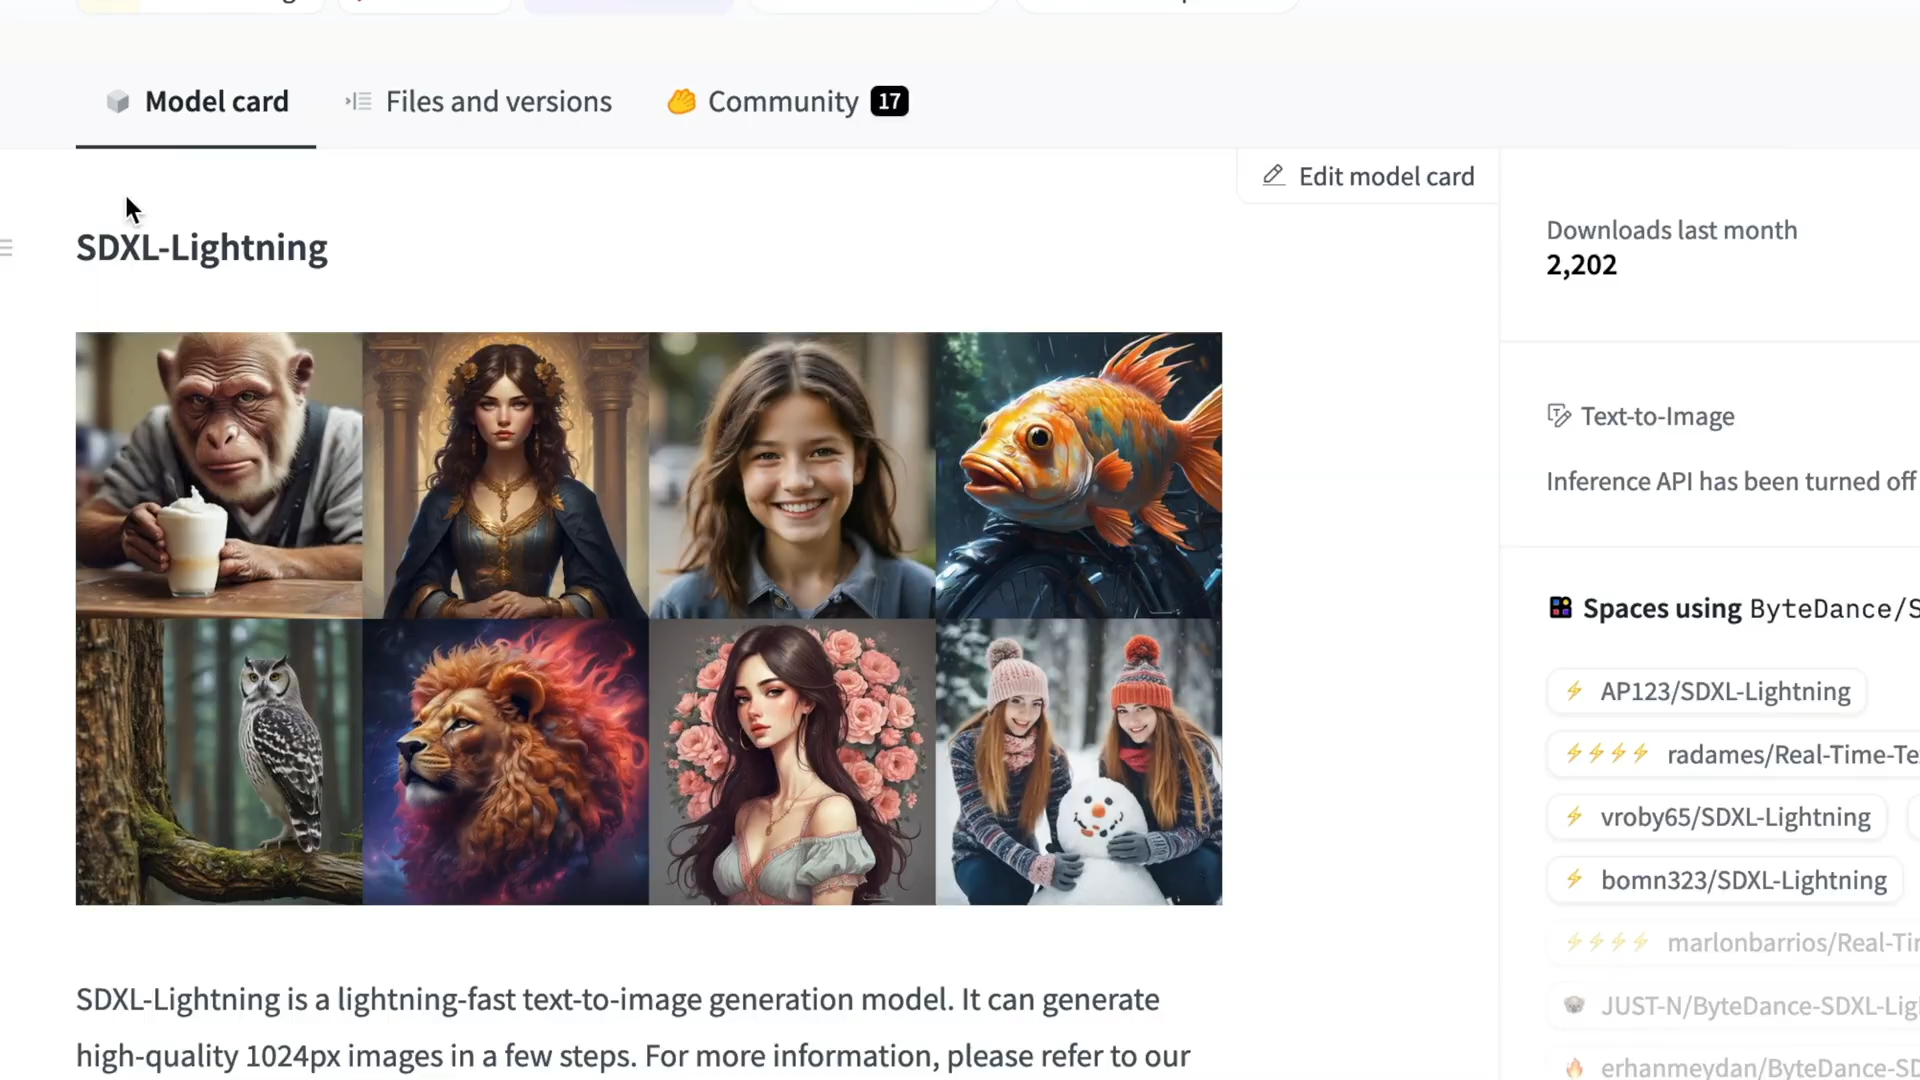 Model card
Files and versions
Community 17
Edit model card
SDXL-Lightning
Downloads last month
2,202
Text-to-Image
Inference API has been turned off
Spaces using ByteDance/S
AP123/SDXL-Lightning
radames/Real-Time-Te
vroby65/SDXL-Lightning
bomn323/SDXL-Lightning
marlonbarrios/Real-Tir
JUST-N/ByteDance-SDXL-Lig
erhanmeydan/ByteDance-SD
SDXL-Lightning is a lightning-fast text-to-image generation model. It can generate
high-quality 1024px images in a few steps. For more information, please refer to our